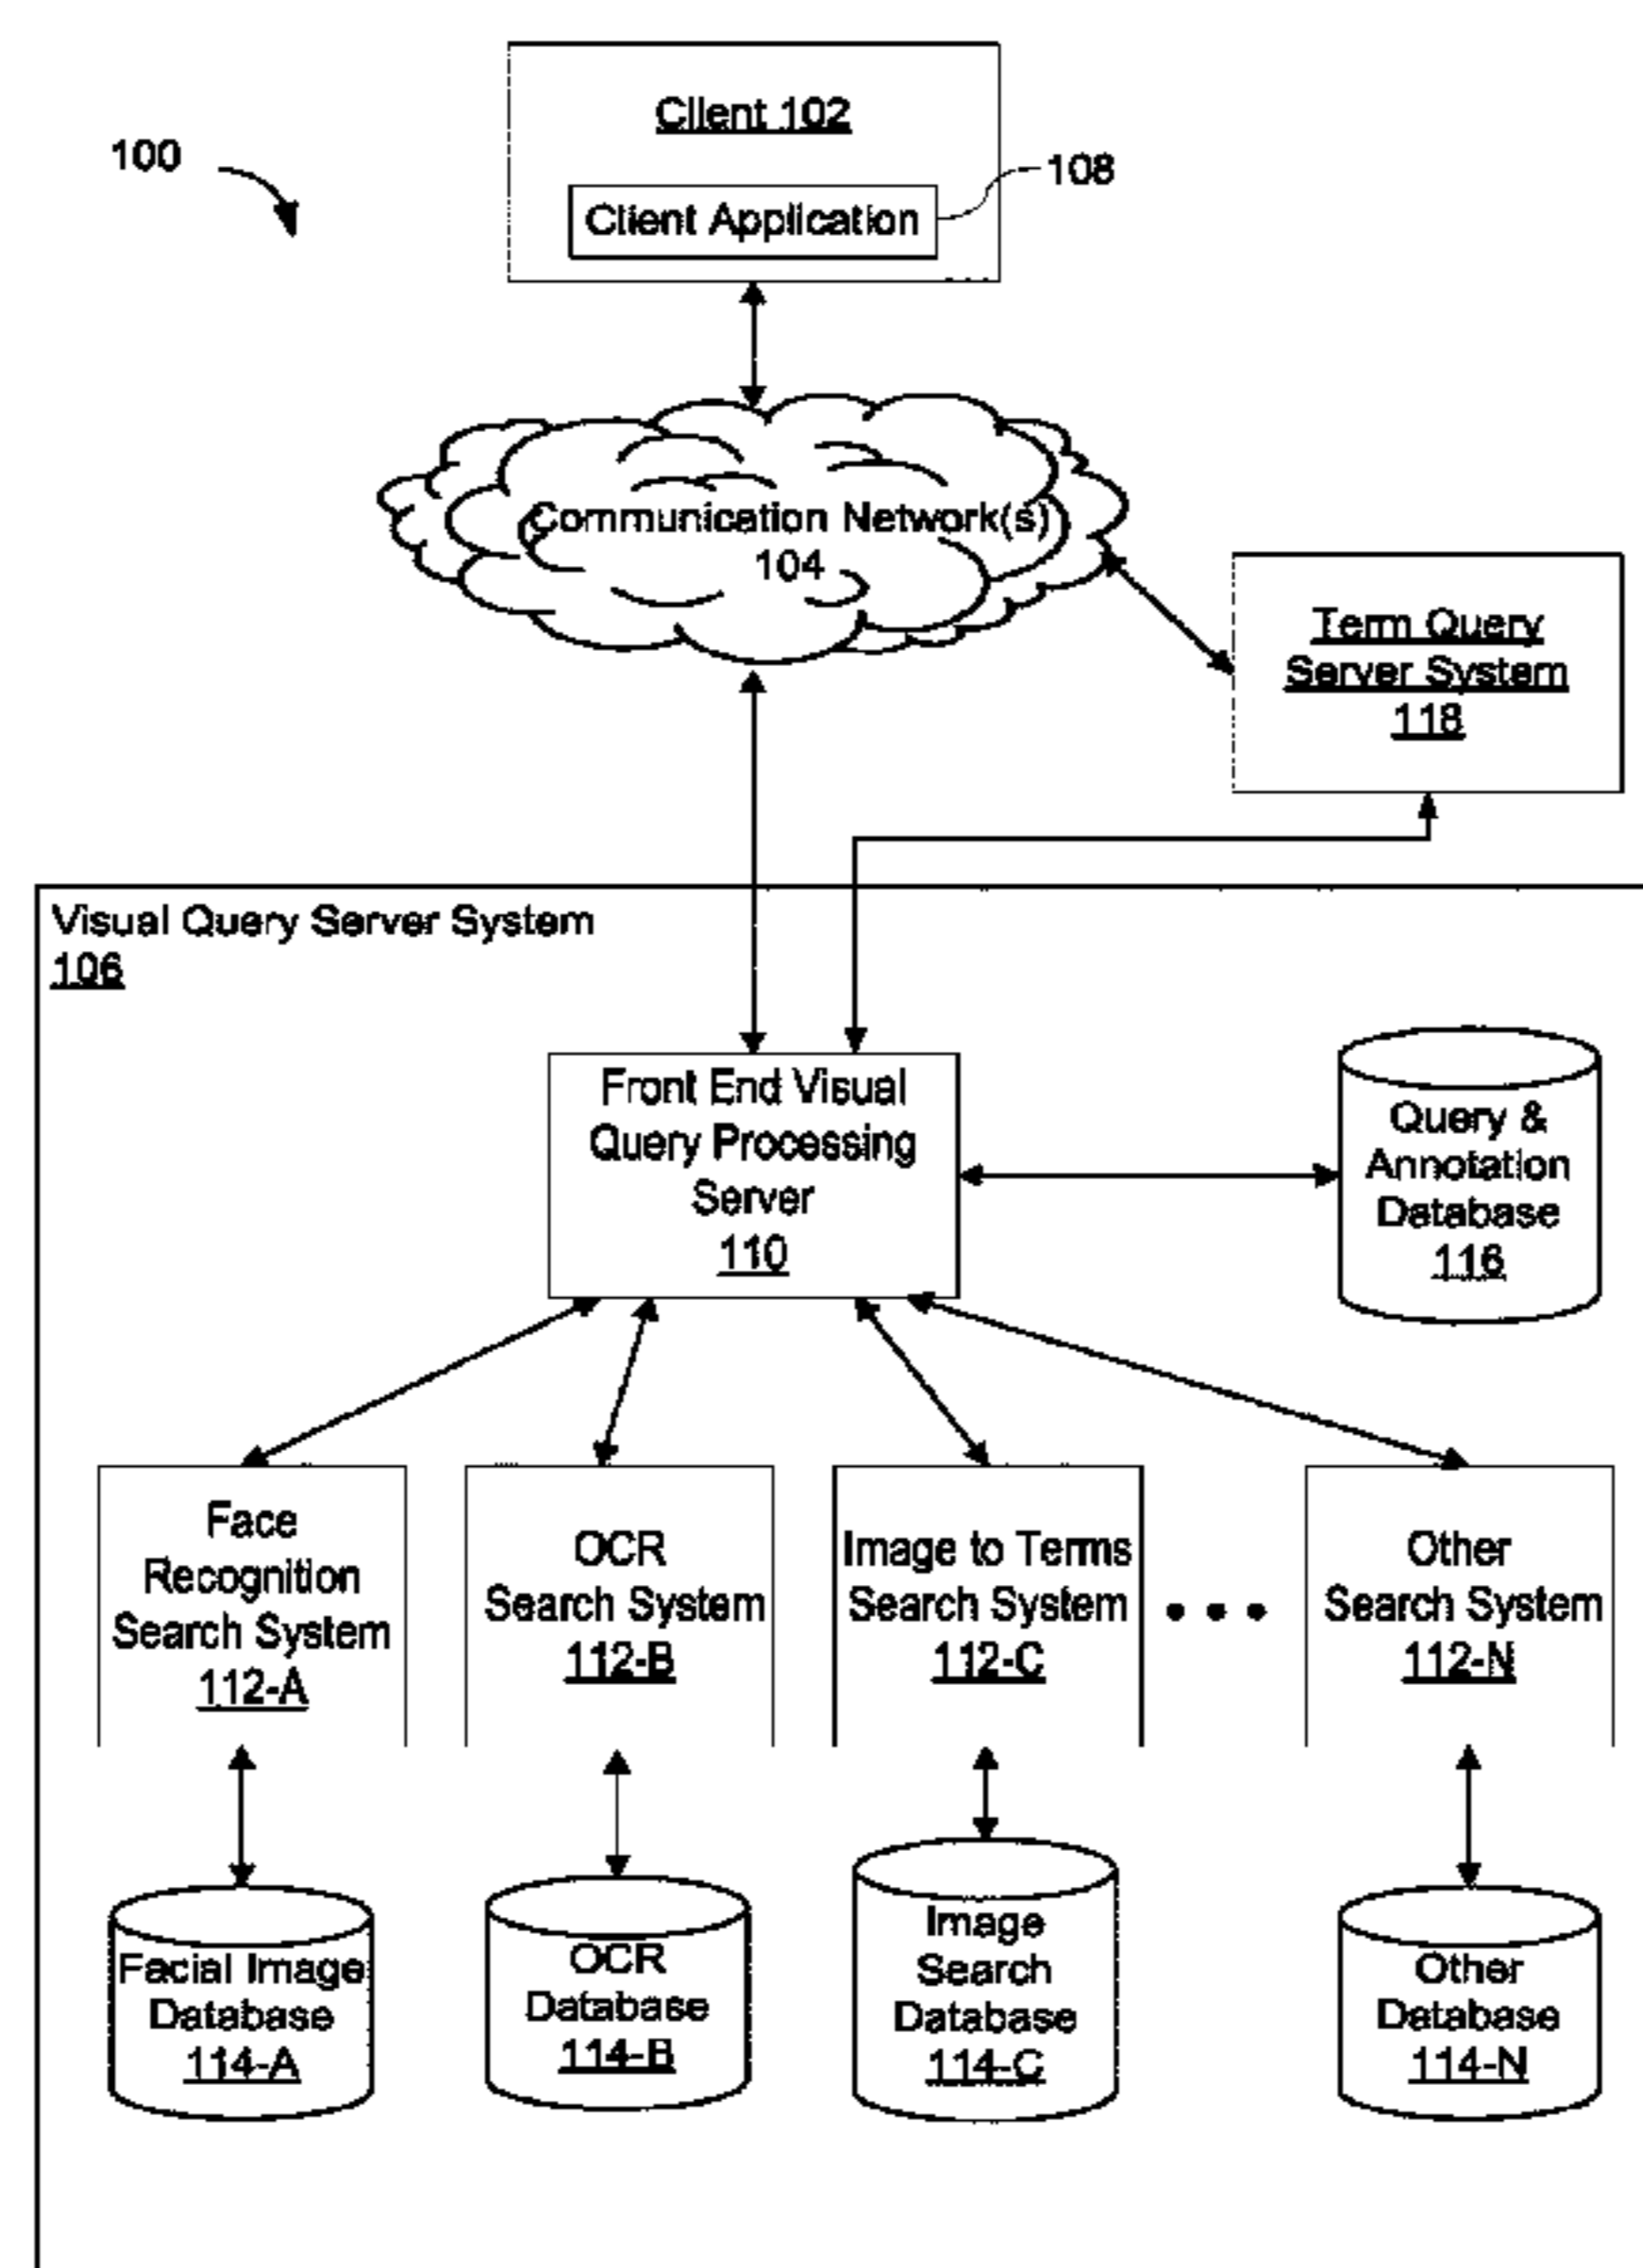 Client 102
100
108
Client Application
Communication Network(s)
104
Term Query
Server System
118
Visual Query Server System
106
Front End Visual
Query Processing
Server
110
Query &
Annotation
Database
116
Face
Recognition
Search System
112-A
OCR
Search System
112-B
Image to Terms
Search System
112-C
Other
Search System
112-N
Facial Image
Database
114-A
OCR
Database
114-B
Image
Search
Database
114-C
Other
Database
114-N